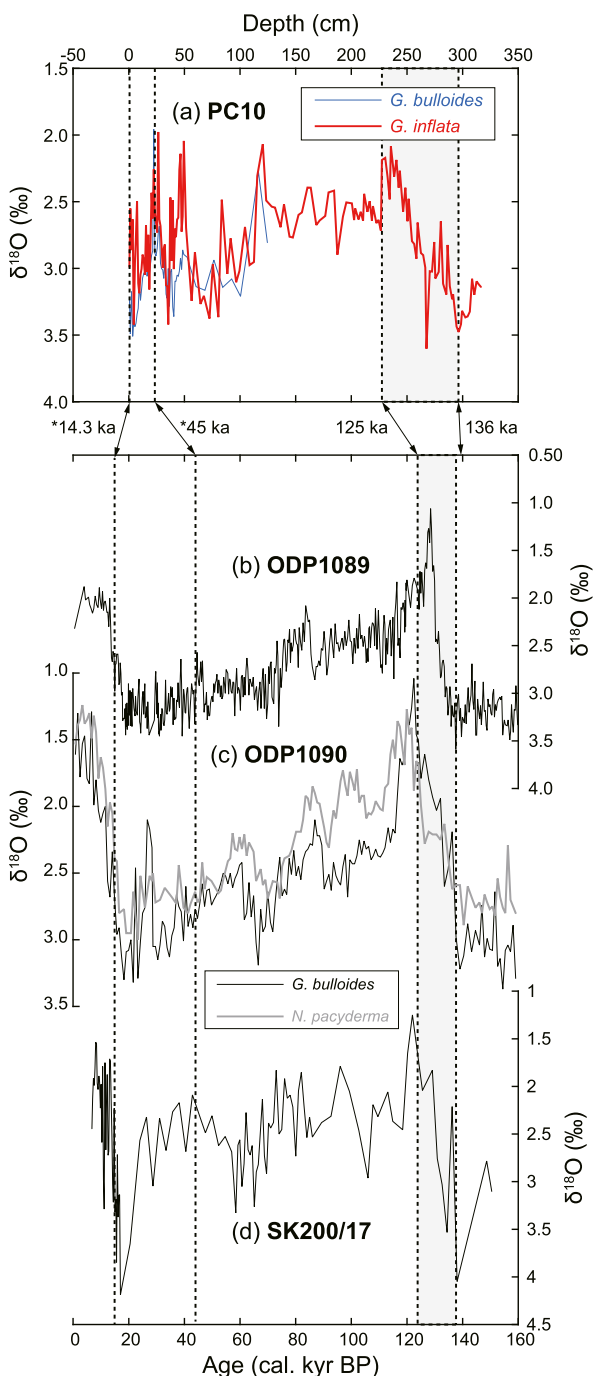 Depth (cm)
-50 0 50 100 150 200 250 300 350
1.5
2.0
2.5
3.0
3.5
4.0
δ18O (‰)
(a) PC10
G. bulloides
G. inflata
*14.3 ka *45 ka 125 ka 136 ka
0.50
1.0
1.5
2.0
2.5
3.0
3.5
4.0
δ18O (‰)
(b) ODP1089
1.0
1.5
2.0
2.5
3.0
3.5
δ18O (‰)
(c) ODP1090
G. bulloides
N. pacyderma
1
1.5
2
2.5
3
3.5
4
4.5
δ18O (‰)
(d) SK200/17
0 20 40 60 80 100 120 140 160
Age (cal. kyr BP)